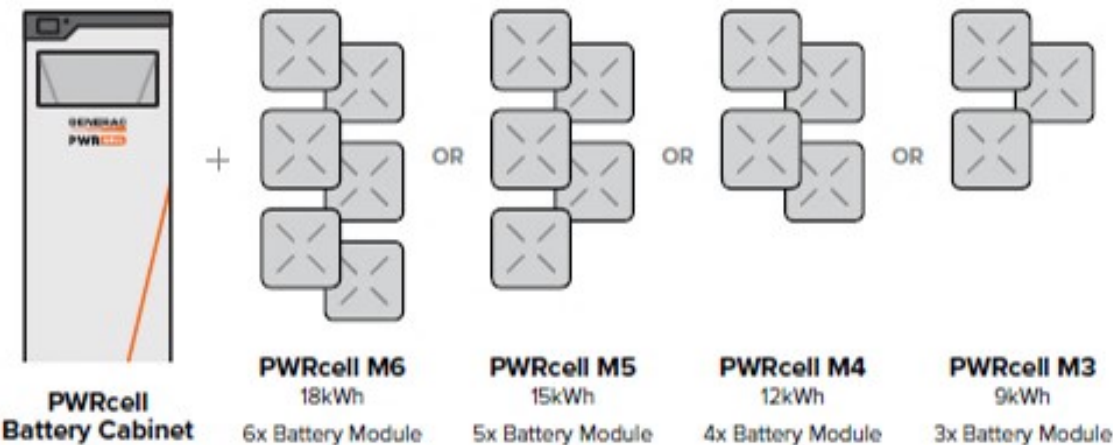 GENERAC
PWRcell
+
OR
OR
OR
PWRcell
Battery Cabinet
PWRcell M6
18kWh
6x Battery Module
PWRcell M5
15kWh
5x Battery Module
PWRcell M4
12kWh
4x Battery Module
PWRcell M3
9kWh
3x Battery Module